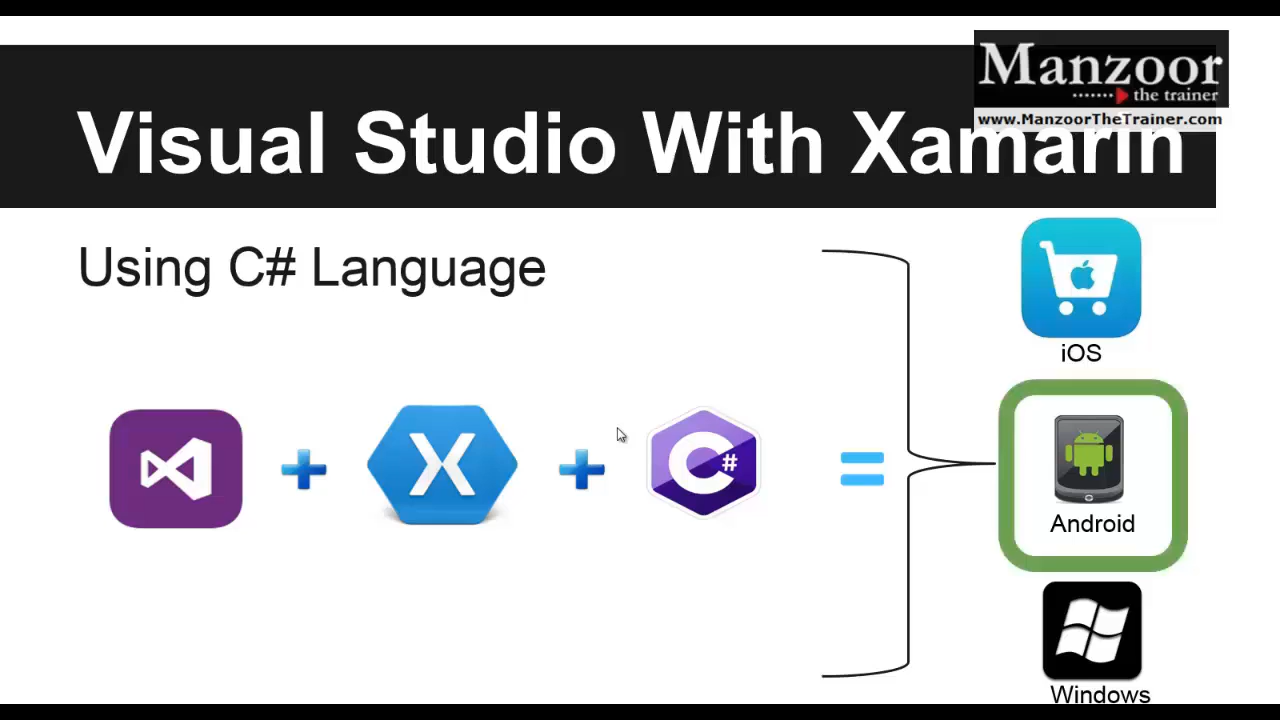 Manzoor
the trainer
www.ManzoorTheTrainer.com
Visual Studio With Xamarin
Using C# Language
iOS
X
C#
Android
Windows